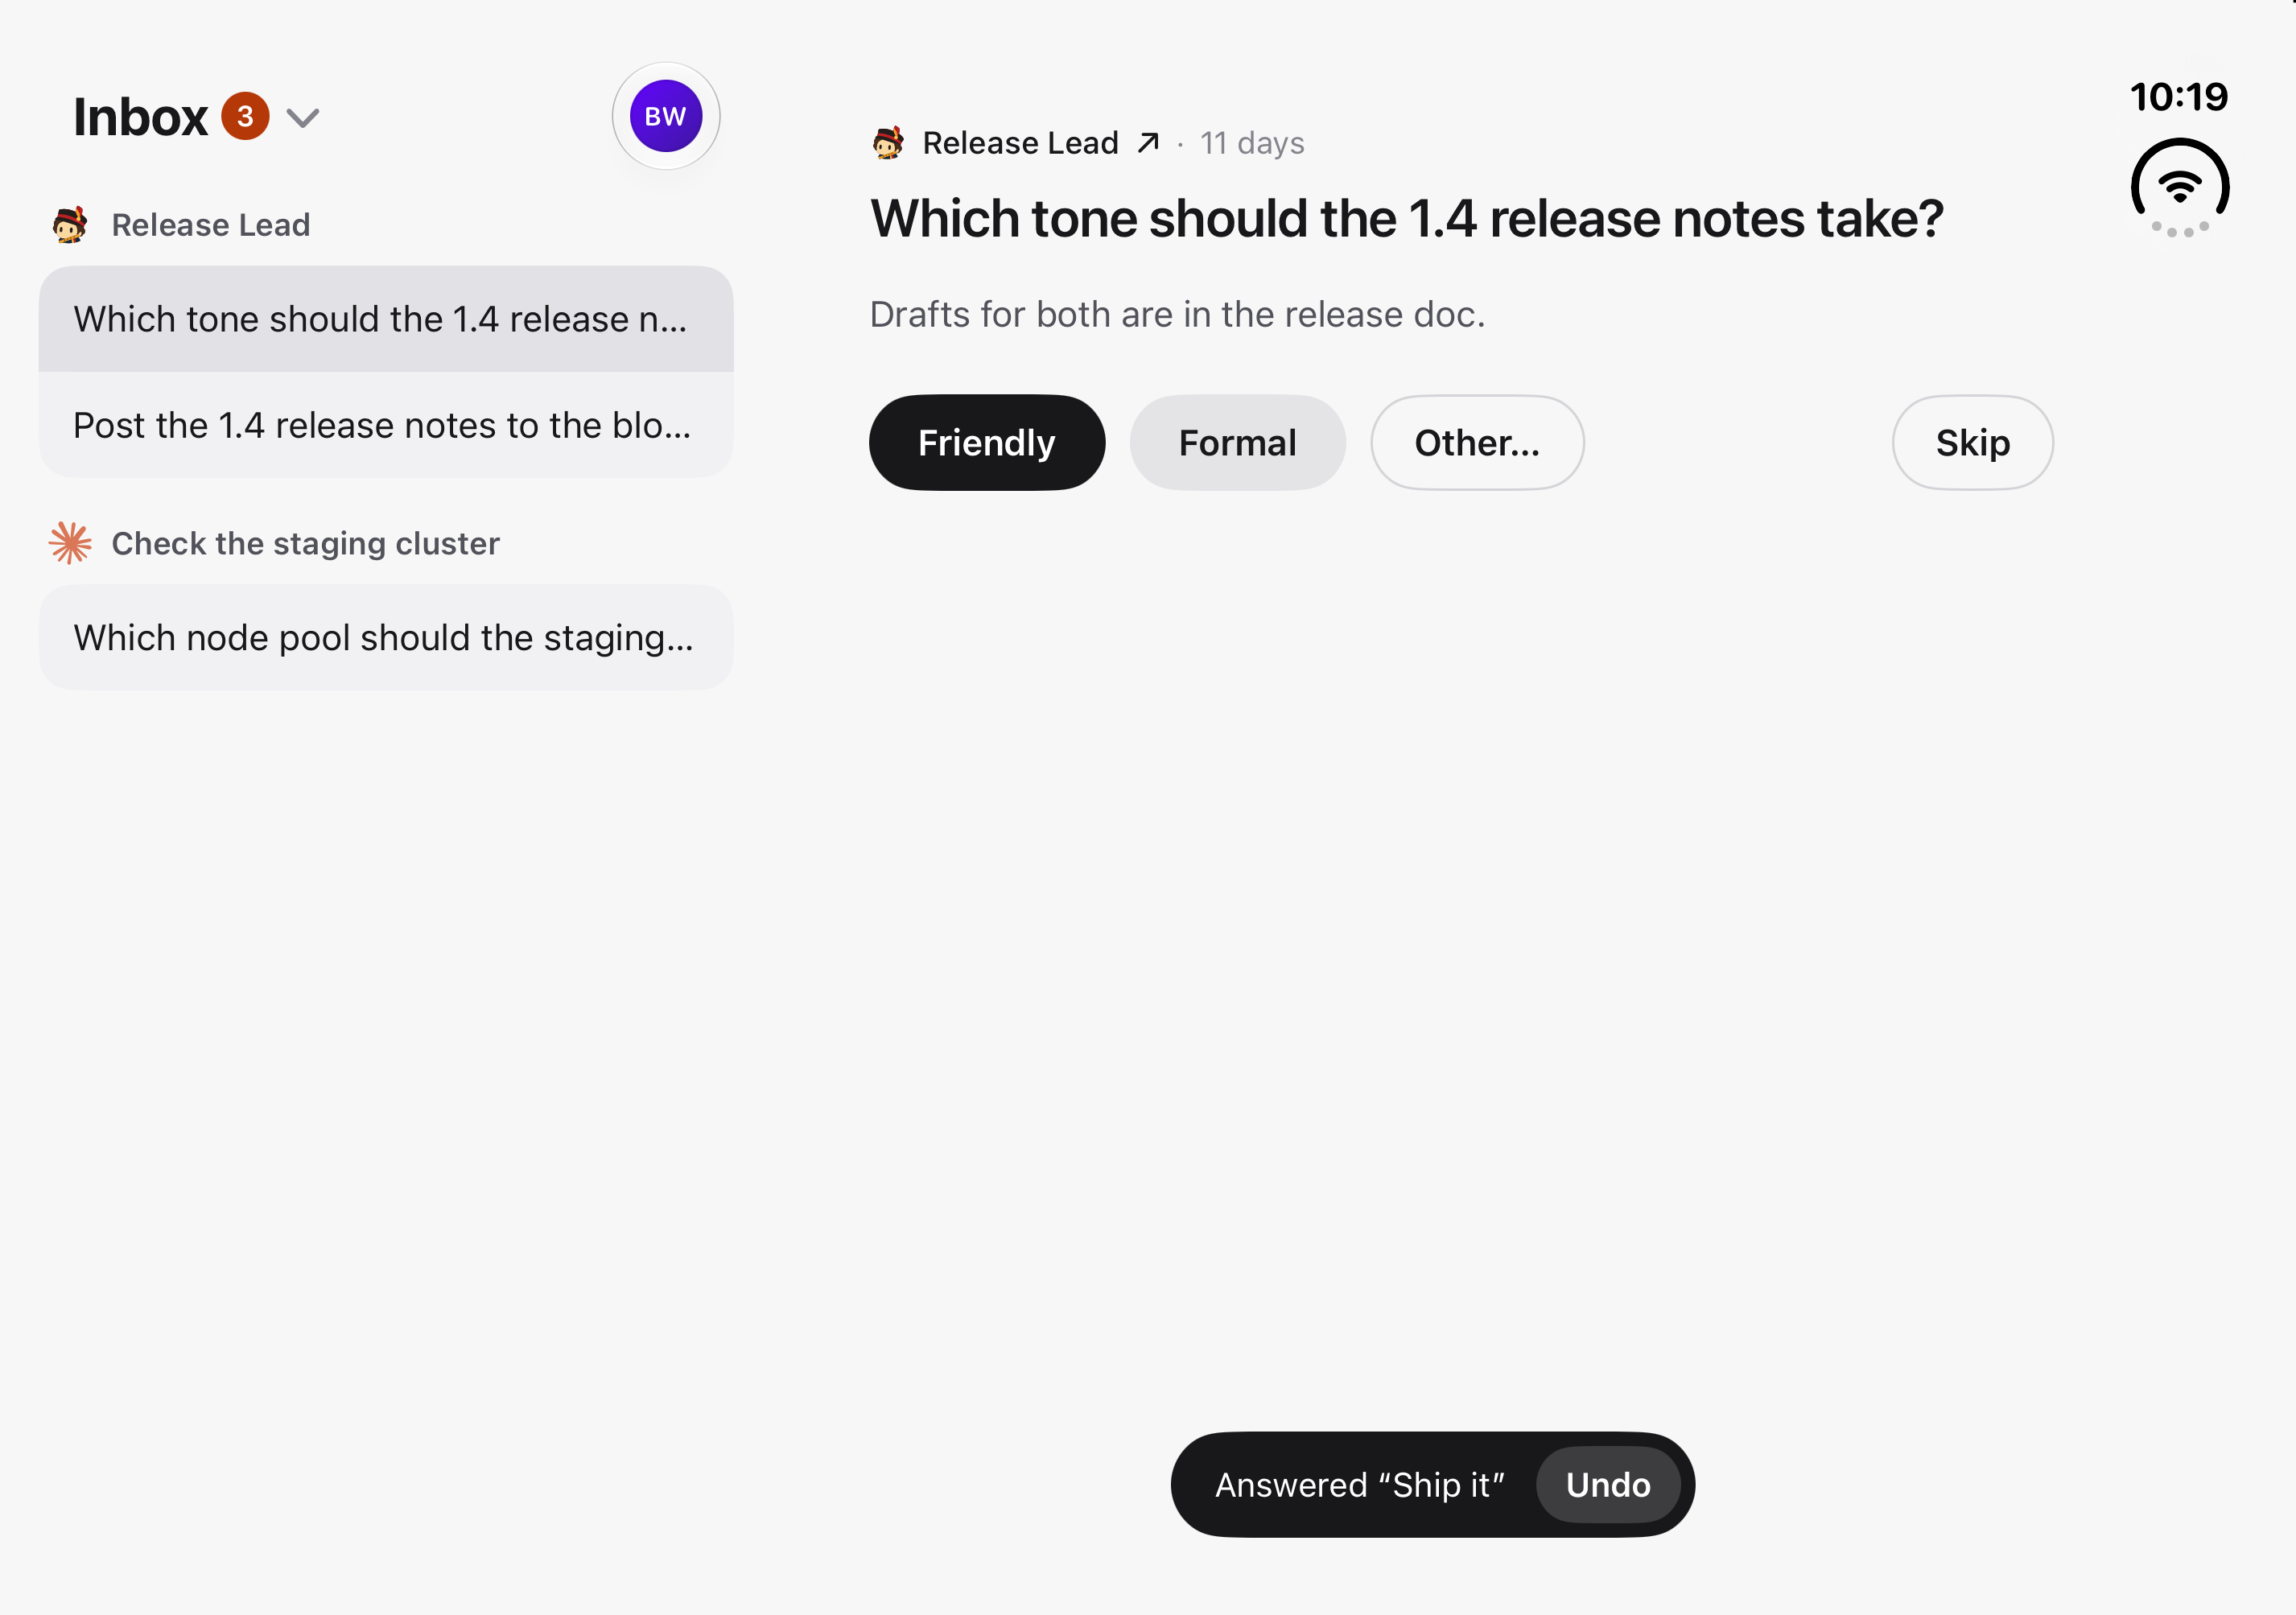 Inbox 3
BW
Release Lead
Which tone should the 1.4 release n...
Post the 1.4 release notes to the blo...
Check the staging cluster
Which node pool should the staging...
10:19
Release Lead · 11 days
Which tone should the 1.4 release notes take?
Drafts for both are in the release doc.
Friendly Formal Other... Skip
Answered “Ship it” Undo